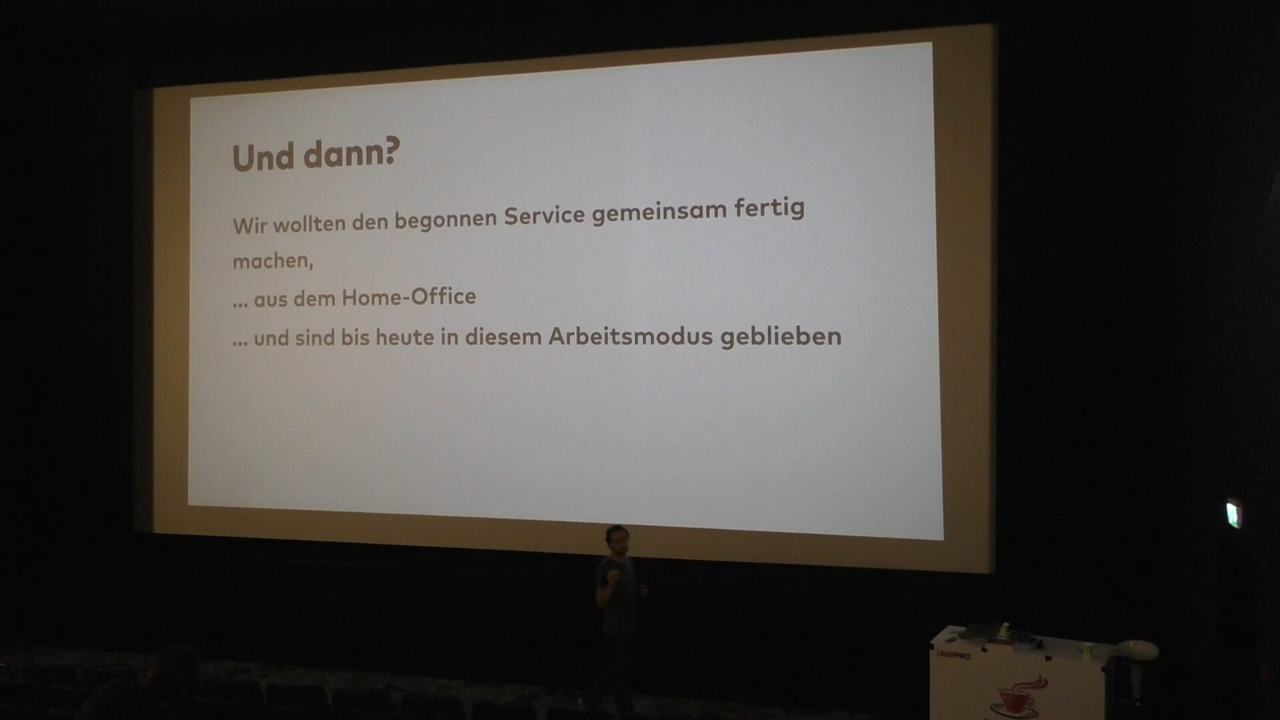 Und dann?
Wir wollten den begonnen Service gemeinsam fertig
machen,
... aus dem Home-Office
... und sind bis heute in diesem Arbeitsmodus geblieben